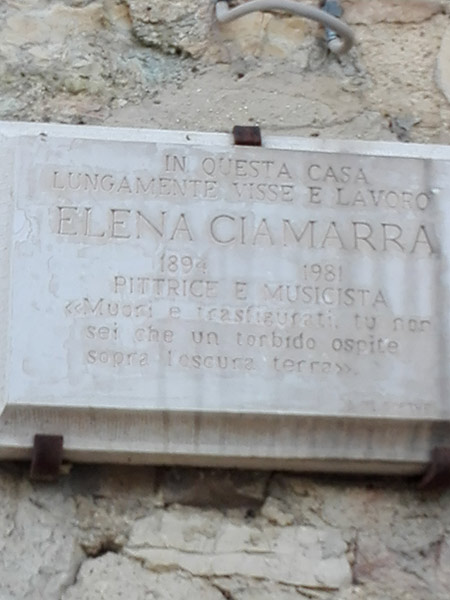 IN QUESTA CASA
LUNGAMENTE VISSE E LAVORO'
ELENA CIAMARRA
1894 1981
PITTRICE E MUSICISTA
«Muori e trasfigurati, tu non
sei che un torbido ospite
sopra l'oscura terra».